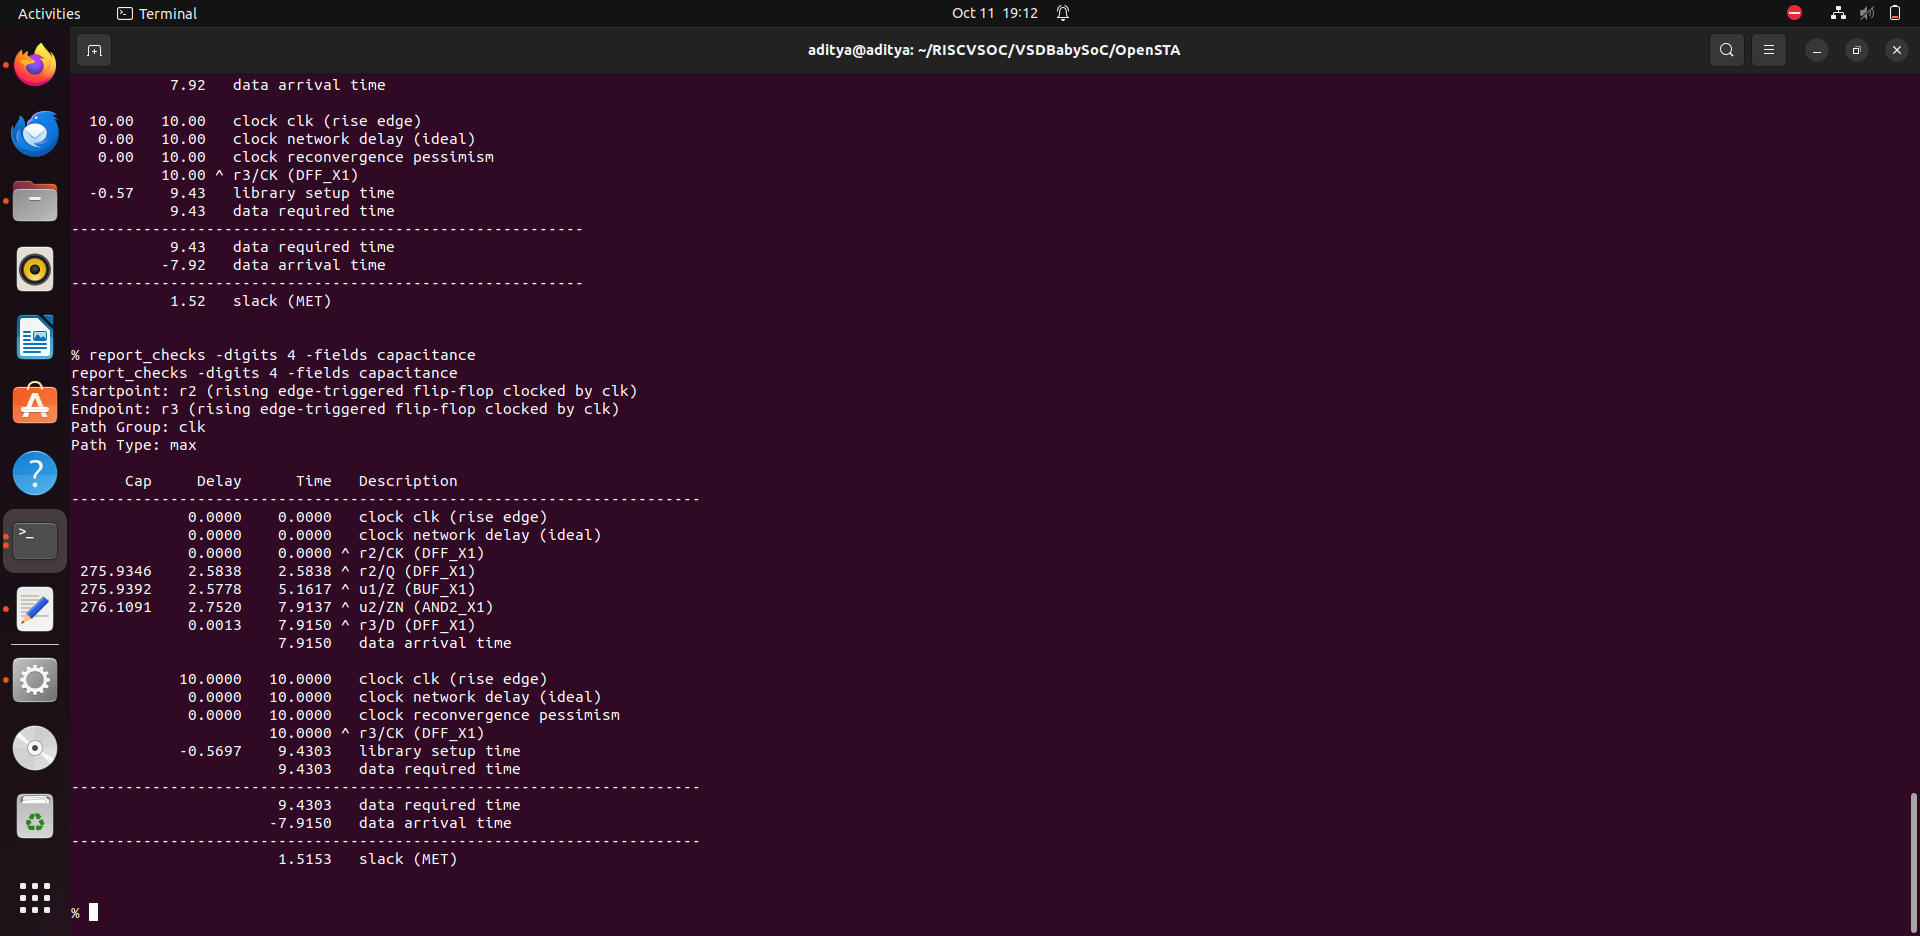 Activities
Terminal
Oct 11 19:12
aditya@aditya: ~/RISCVSOC/VSDBabySoC/OpenSTA
7.92 data arrival time
10.00 10.00 clock clk (rise edge)
0.00 10.00 clock network delay (ideal)
0.00 10.00 clock reconvergence pessimism
10.00 ^ r3/CK (DFF_X1)
-0.57 9.43 library setup time
9.43 data required time
---------------------------------------------------------
9.43 data required time
-7.92 data arrival time
---------------------------------------------------------
1.52 slack (MET)
% report_checks -digits 4 -fields capacitance
report_checks -digits 4 -fields capacitance
Startpoint: r2 (rising edge-triggered flip-flop clocked by clk)
Endpoint: r3 (rising edge-triggered flip-flop clocked by clk)
Path Group: clk
Path Type: max
Cap Delay Time Description
----------------------------------------------------------------------
0.0000 0.0000 clock clk (rise edge)
0.0000 0.0000 clock network delay (ideal)
0.0000 0.0000 ^ r2/CK (DFF_X1)
275.9346 2.5838 2.5838 ^ r2/Q (DFF_X1)
275.9392 2.5778 5.1617 ^ u1/Z (BUF_X1)
276.1091 2.7520 7.9137 ^ u2/ZN (AND2_X1)
0.0013 7.9150 ^ r3/D (DFF_X1)
7.9150 data arrival time
10.0000 10.0000 clock clk (rise edge)
0.0000 10.0000 clock network delay (ideal)
0.0000 10.0000 clock reconvergence pessimism
10.0000 ^ r3/CK (DFF_X1)
-0.5697 9.4303 library setup time
9.4303 data required time
----------------------------------------------------------------------
9.4303 data required time
-7.9150 data arrival time
----------------------------------------------------------------------
1.5153 slack (MET)
%